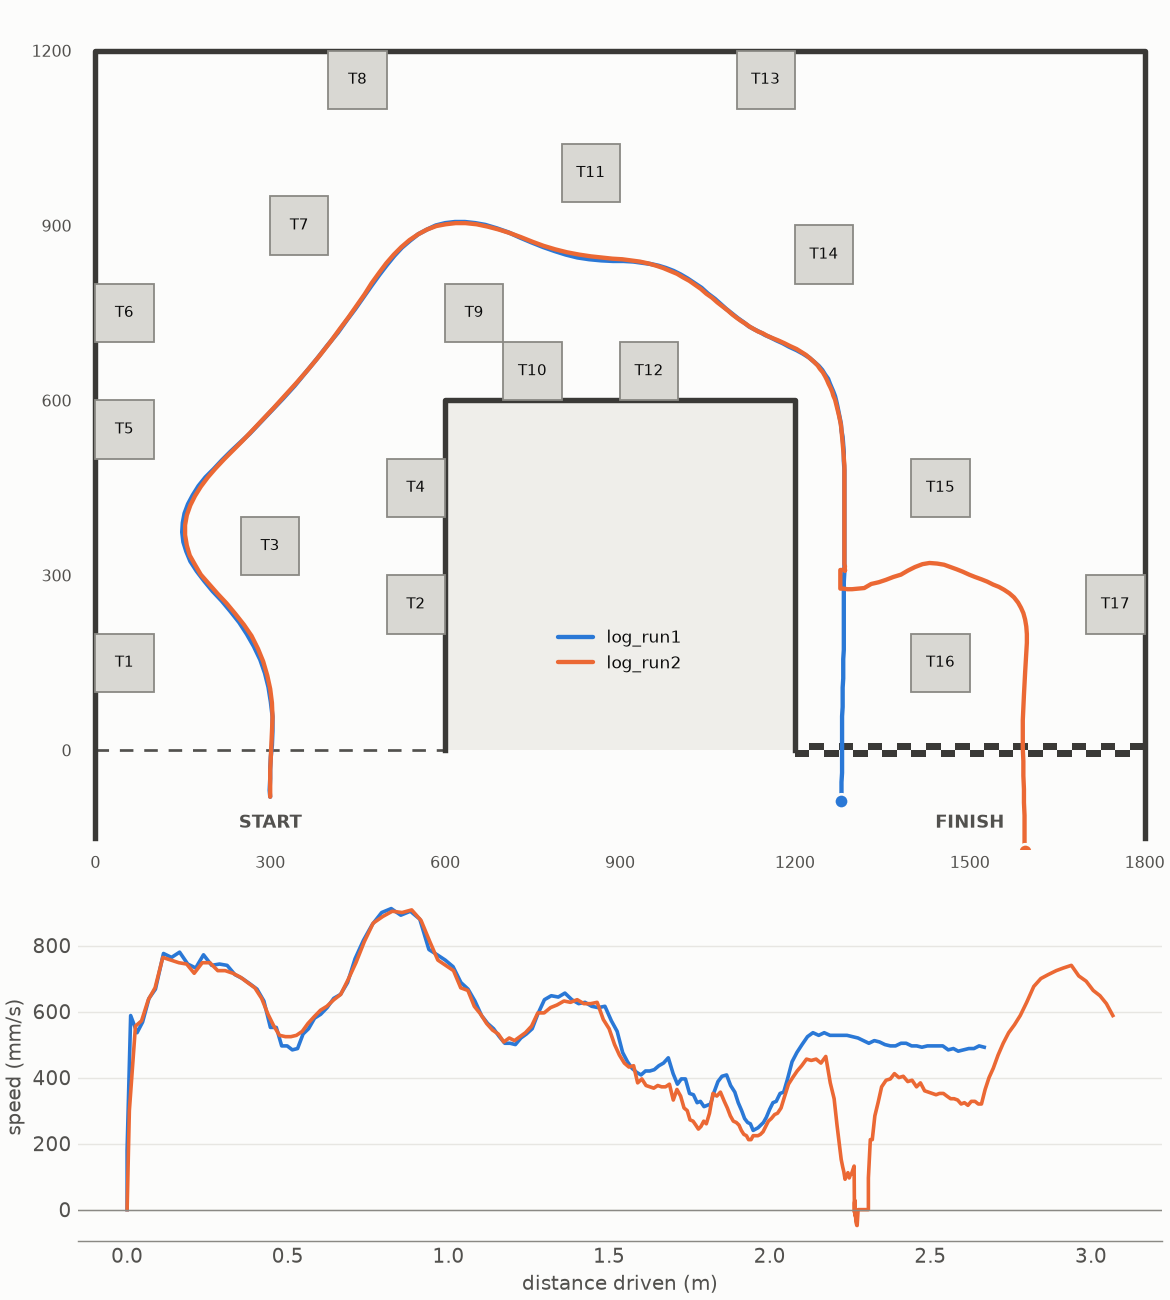 1200
T8
T13
T11
T7
900
T14
T6
T9
T10
T12
600
T5
T4
T15
T3
300
T2
T17
log_run1
log_run2
T1
T16
0
START
FINISH
0 300 600 900 1200 1500 1800
speed (mm/s)
800
600
400
200
0
0.0 0.5 1.0 1.5 2.0 2.5 3.0
distance driven (m)